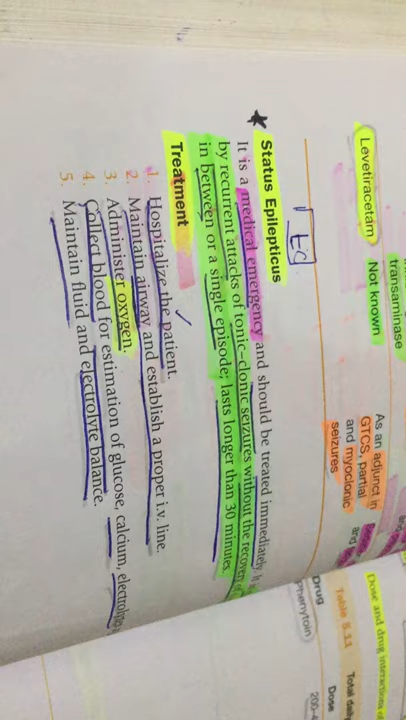 transaminase
Levetiracetam Not known As an adjunct in
GTCS, partial
and myoclonic
seizures
and
★ Status Epilepticus
It is a medical emergency and should be treated immediately. It
by recurrent attacks of tonic–clonic seizures without the recovery of
in between or a single episode; lasts longer than 30 minutes.
Treatment
1. Hospitalize the patient.
2. Maintain airway and establish a proper i.v. line.
3. Administer oxygen.
4. Collect blood for estimation of glucose, calcium, electrolytes
5. Maintain fluid and electrolyte balance.
Dose and drug interactions of
Table 5.11
Drug
Total daily
Dose
Phenytoin
200